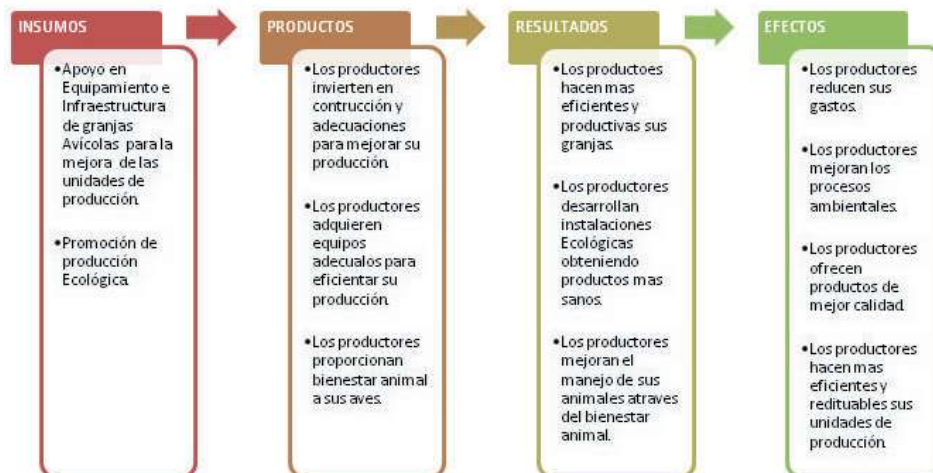 INSUMOS
•Apoyo en
Equipamiento e
Infraestructura
de granjas
Avícolas para la
mejora de las
unidades de
producción.
•Promoción de
producción
Ecológica.
PRODUCTOS
•Los productores
invierten en
contrucción y
adecuaciones
para mejorar su
producción.
•Los productores
adquieren
equipos
adecualos para
eficientar su
producción.
•Los productores
proporcionan
bienestar animal
a sus aves.
RESULTADOS
•Los productoes
hacen mas
eficientes y
productivas sus
granjas.
•Los productores
desarrollan
instalaciones
Ecológicas
obteniendo
productos mas
sanos.
•Los productores
mejoran el
manejo de sus
animales atraves
del bienestar
animal.
EFECTOS
•Los productores
reducen sus
gastos.
•Los productores
mejoran los
procesos
ambientales.
•Los productores
ofrecen
productos de
mejor calidad.
•Los productores
hacen mas
eficientes y
redituables sus
unidades de
producción.